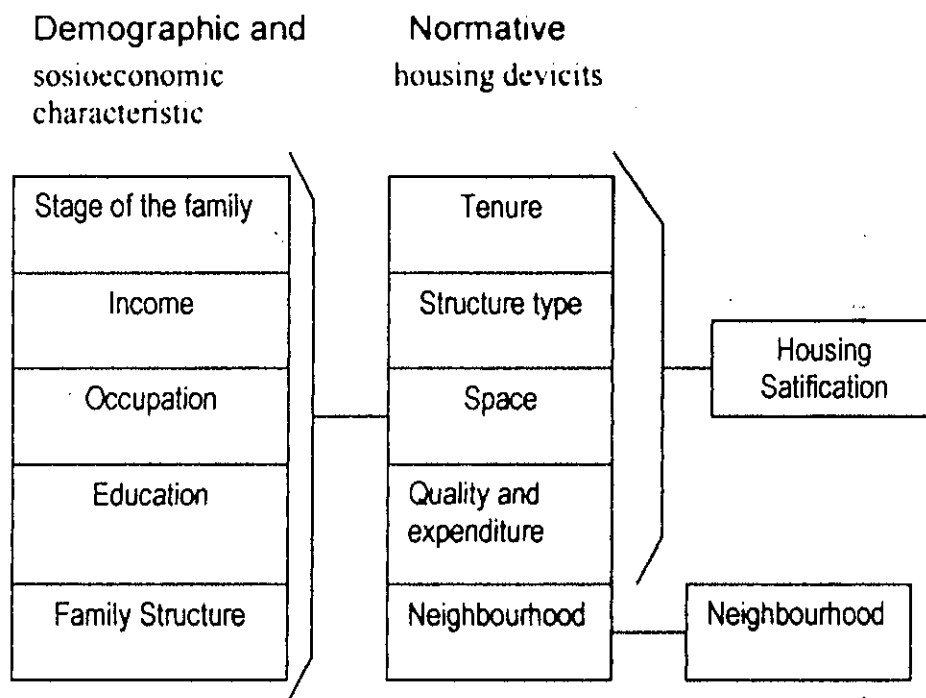 Demographic and
sosioeconomic
characteristic
Normative
housing devicits
Stage of the family
Income
Occupation
Education
Family Structure
Tenure
Structure type
Space
Quality and
expenditure
Neighbourhood
Housing
Satification
Neighbourhood